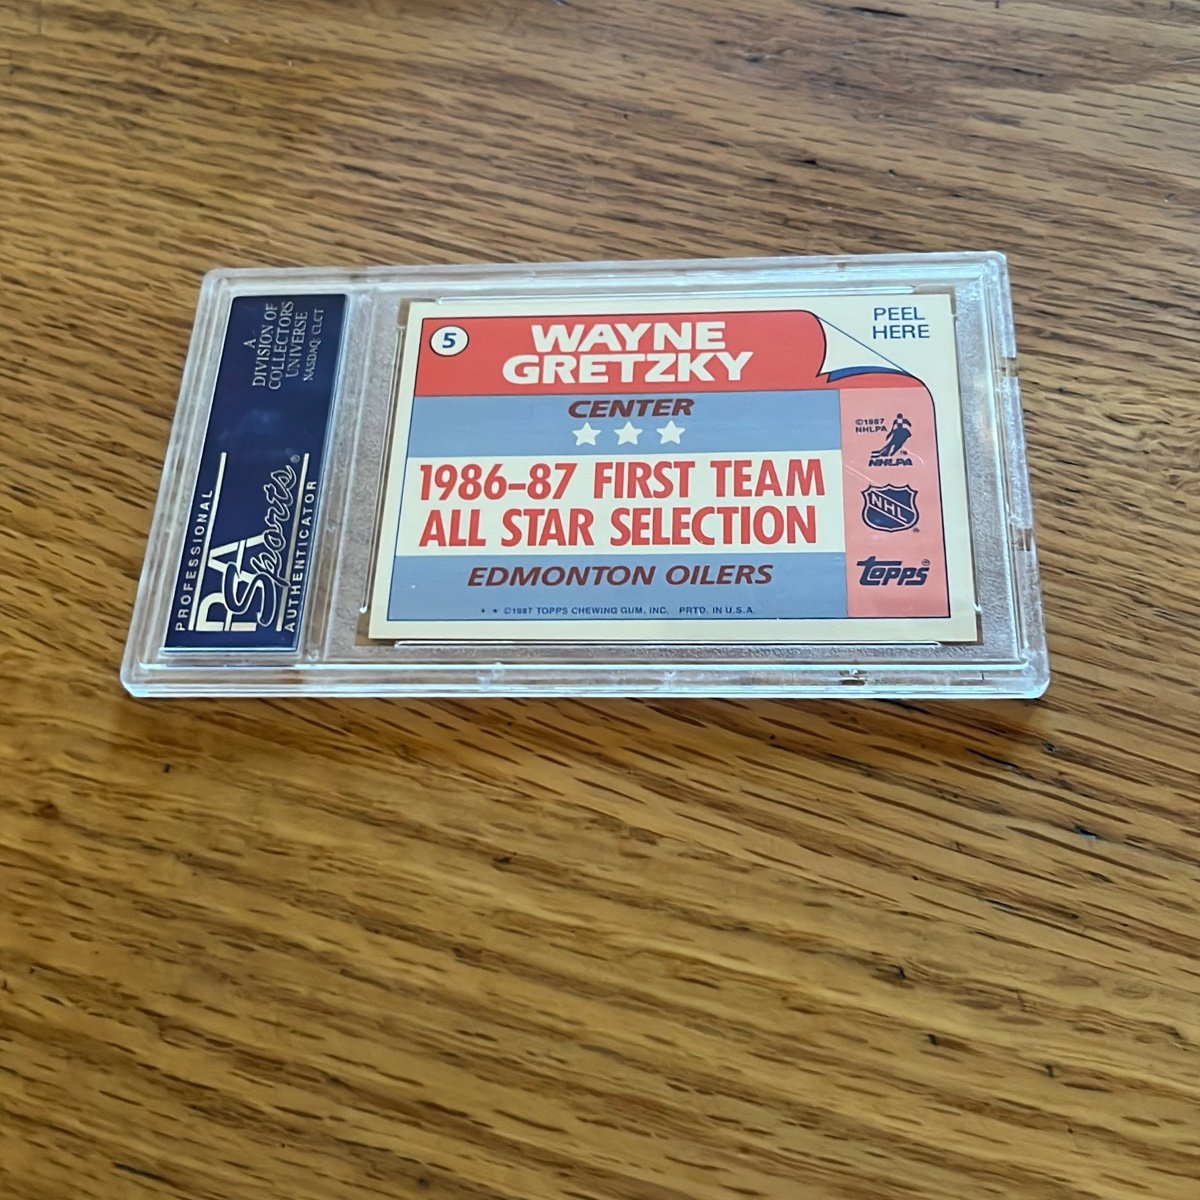 A
DIVISION OF
COLLECTORS
UNIVERSE
NASDAQ: CLCT
PROFESSIONAL
PSA
Sports®
AUTHENTICATOR
5
WAYNE
GRETZKY
PEEL
HERE
CENTER
1986-87 FIRST TEAM
ALL STAR SELECTION
EDMONTON OILERS
** ©1987 TOPPS CHEWING GUM, INC. PRTD. IN U.S.A.
©1987
NHLPA
NHLPA
NHL
topps®